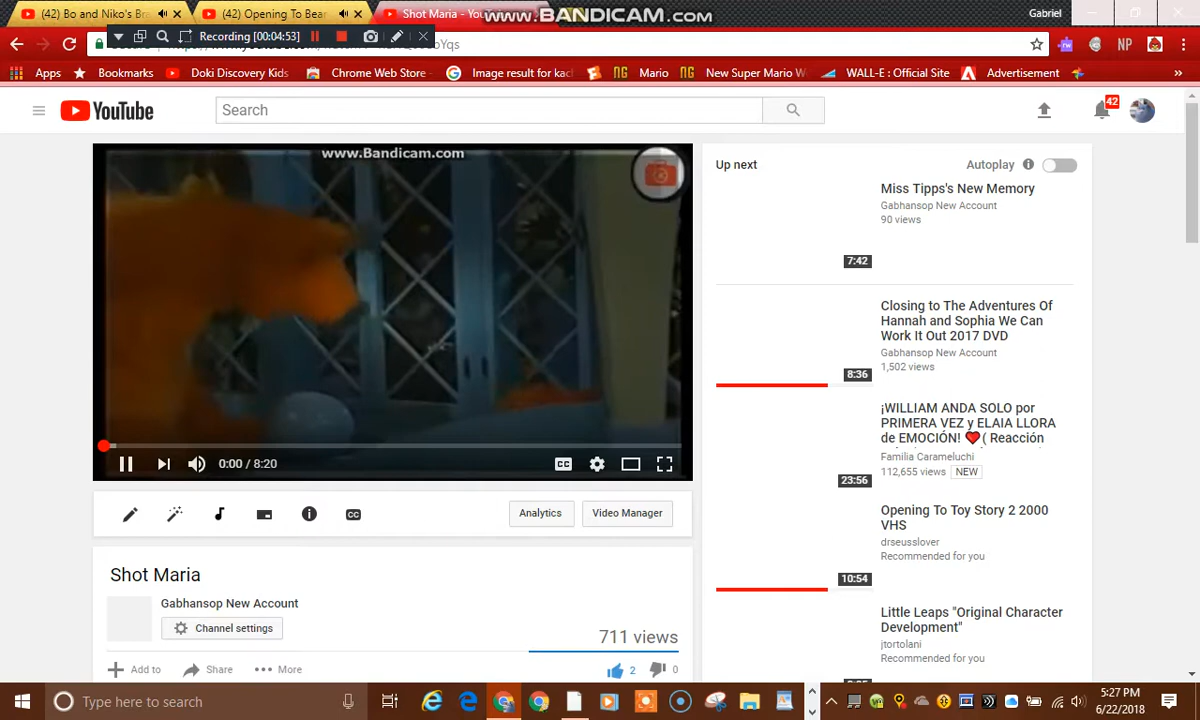 (42) Bo and Niko's Br
(42) Opening To Bear
Shot Maria - You
www.BANDICAM.com
Gabriel
Recording [00:04:53]
Apps
Bookmarks
Doki Discovery Kids
Chrome Web Store -
Image result for kac
Mario
New Super Mario W
WALL-E : Official Site
Advertisement
»
YouTube
Search
42
www.Bandicam.com
0:00 / 8:20
CC
Analytics
Video Manager
Shot Maria
Gabhansop New Account
Channel settings
711 views
Add to
Share
More
2
0
Up next
Autoplay
Miss Tipps's New Memory
Gabhansop New Account
90 views
7:42
Closing to The Adventures Of
Hannah and Sophia We Can
Work It Out 2017 DVD
Gabhansop New Account
1,502 views
8:36
¡WILLIAM ANDA SOLO por
PRIMERA VEZ y ELAIA LLORA
de EMOCIÓN! ❤️( Reacción
Familia Carameluchi
112,655 views NEW
23:56
Opening To Toy Story 2 2000
VHS
drseusslover
Recommended for you
10:54
Little Leaps "Original Character
Development"
jtortolani
Recommended for you
Type here to search
5:27 PM
6/22/2018